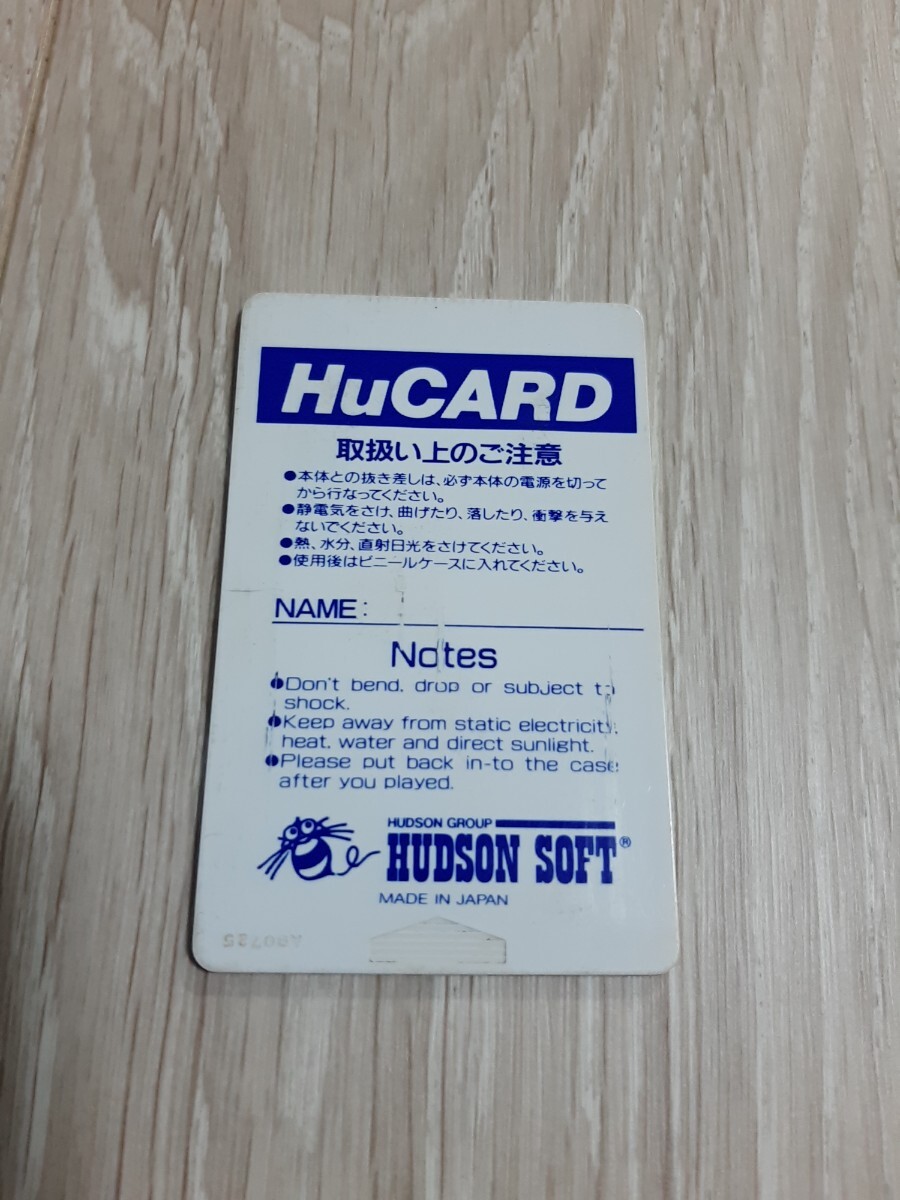 HuCARD
取扱い上のご注意
●本体との抜き差しは、必ず本体の電源を切って
から行なってください。
●静電気をさけ、曲げたり、落したり、衝撃を与え
ないでください。
●熱、水分、直射日光をさけてください。
●使用後はビニールケースに入れてください。
NAME:
Notes
●Don't bend, drop or subject to
shock.
●Keep away from static electricity,
heat, water and direct sunlight.
●Please put back in-to the case
after you played.
HUDSON GROUP
HUDSON SOFT®
MADE IN JAPAN